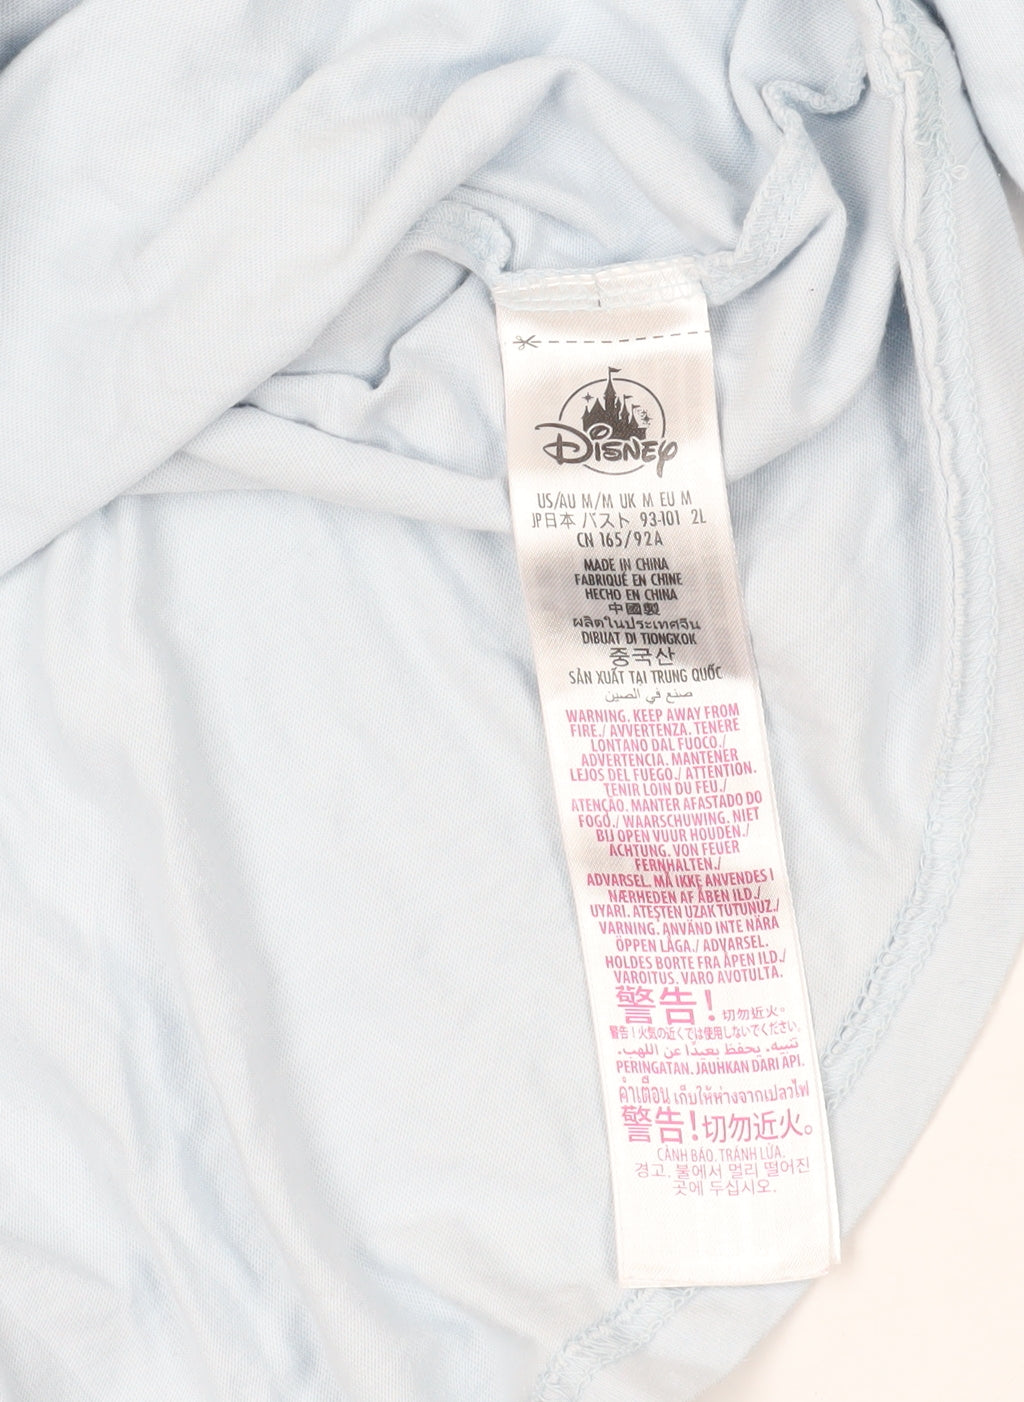 DISNEY
US/AU M/M UK M EU M
JP日本 バスト 93-101 2L
CN 165/92A
MADE IN CHINA
FABRIQUÉ EN CHINE
HECHO EN CHINA
中國製
ผลิตในประเทศจีน
DIBUAT DI TIONGKOK
중국산
SẢN XUẤT TẠI TRUNG QUỐC
صنع في الصين
WARNING. KEEP AWAY FROM
FIRE./ AVVERTENZA. TENERE
LONTANO DAL FUOCO./
ADVERTENCIA. MANTENER
LEJOS DEL FUEGO./ ATTENTION.
TENIR LOIN DU FEU./
ATENÇÃO. MANTER AFASTADO DO
FOGO./ WAARSCHUWING. NIET
BIJ OPEN VUUR HOUDEN./
ACHTUNG. VON FEUER
FERNHALTEN./
ADVARSEL. MÅ IKKE ANVENDES I
NÆRHEDEN AF ÅBEN ILD./
UYARI. ATEŞTEN UZAK TUTUNUZ./
VARNING. ANVÄND INTE NÄRA
ÖPPEN LÅGA./ ADVARSEL.
HOLDES BORTE FRA ÅPEN ILD./
VAROITUS. VARO AVOTULTA.
警告! 切勿近火。
警告!火気の近くでは使用しないでください。
تنبيه. يحفظ بعيدًا عن اللهب.
PERINGATAN. JAUHKAN DARI API.
คำเตือน เก็บให้ห่างจากเปลวไฟ
警告!切勿近火。
CẢNH BÁO. TRÁNH LỬA.
경고. 불에서 멀리 떨어진
곳에 두십시오.